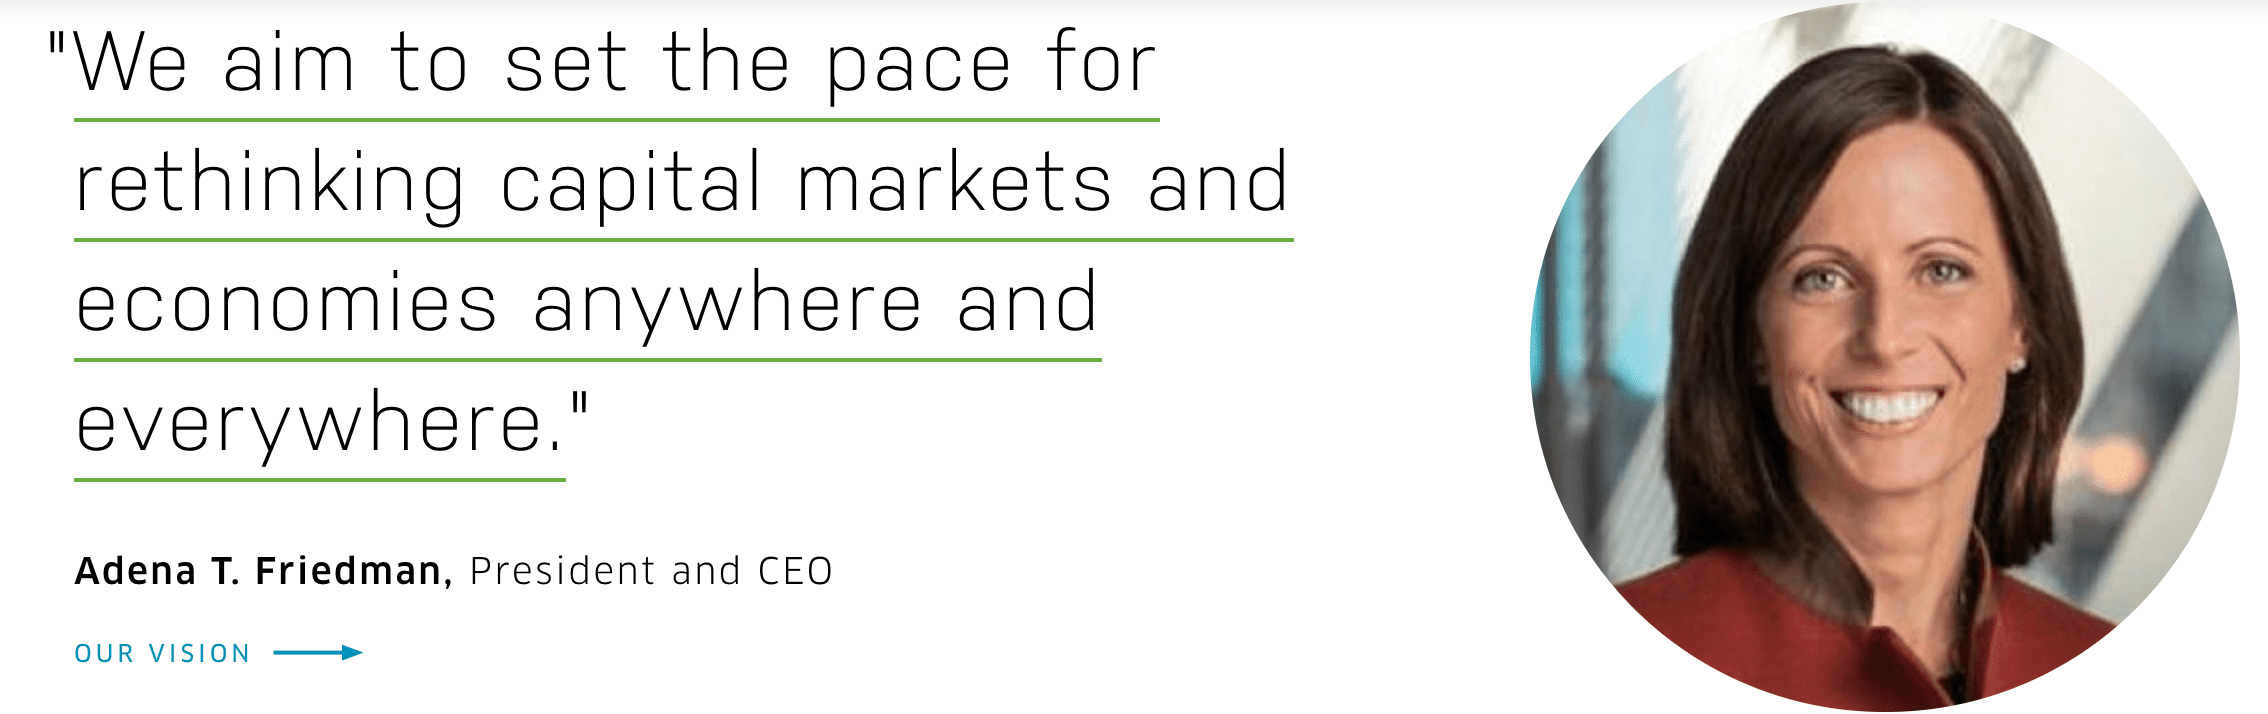 "We aim to set the pace for
rethinking capital markets and
economies anywhere and
everywhere."
Adena T. Friedman, President and CEO
OUR VISION